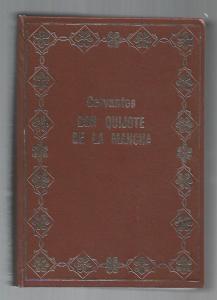 Cervantes
DON QUIJOTE
DE LA MANCHA